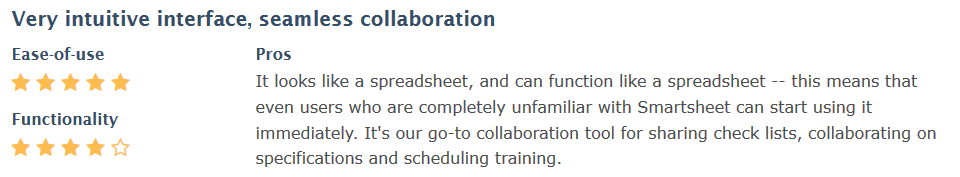 Very intuitive interface, seamless collaboration
Ease-of-use
Functionality
Pros
It looks like a spreadsheet, and can function like a spreadsheet -- this means that
even users who are completely unfamiliar with Smartsheet can start using it
immediately. It's our go-to collaboration tool for sharing check lists, collaborating on
specifications and scheduling training.